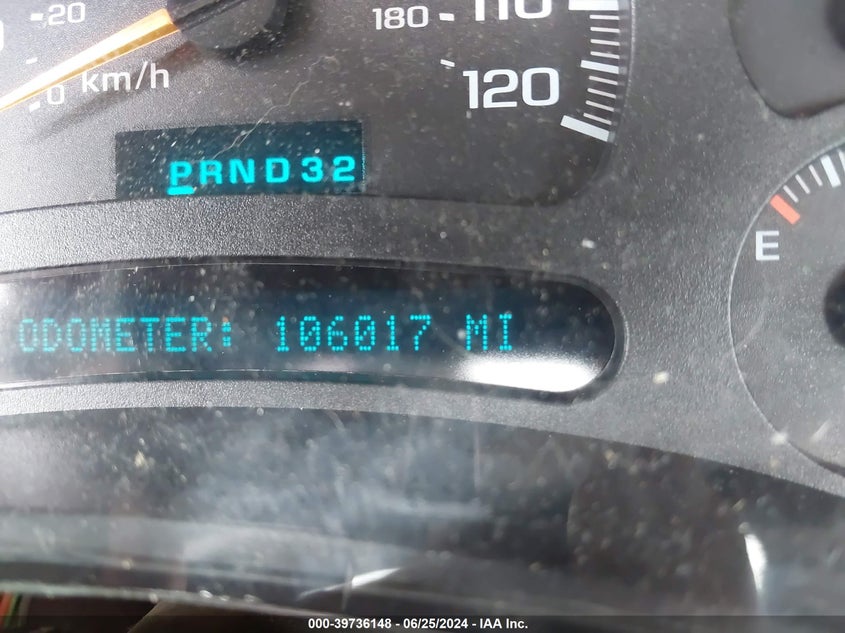 20
0
km/h
180
110
120
PRND32
E
ODOMETER: 106017 MI
000-39736148 - 06/25/2024 - IAA Inc.